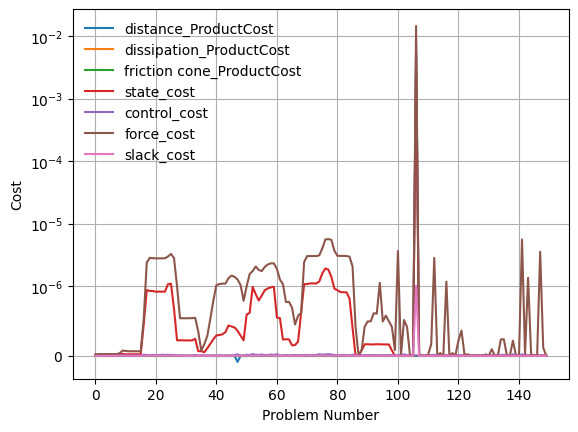 distance_ProductCost
dissipation_ProductCost
friction cone_ProductCost
state_cost
control_cost
force_cost
slack_cost
10⁻²
10⁻³
10⁻⁴
10⁻⁵
10⁻⁶
0
Cost
0 20 40 60 80 100 120 140
Problem Number